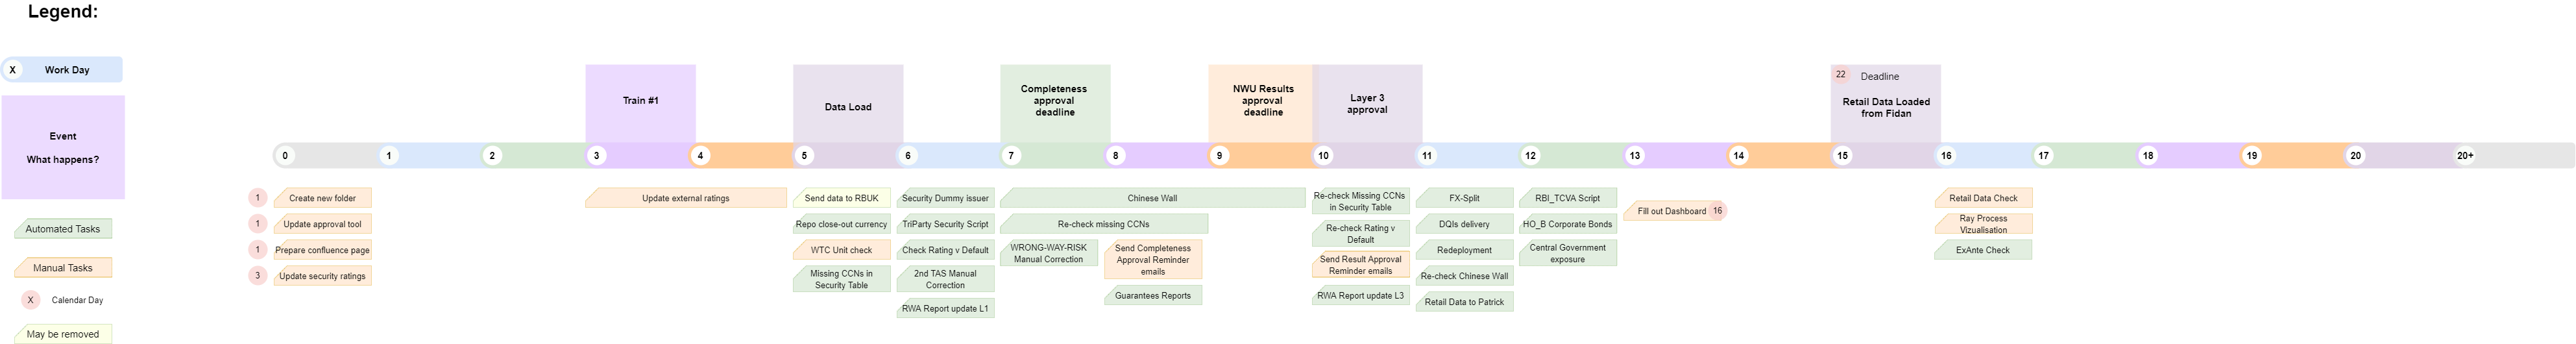 Legend:
X
Work Day
Event
What happens?
Automated Tasks
Manual Tasks
X
Calendar Day
May be removed
Train #1
Data Load
Completeness
approval
deadline
NWU Results
approval
deadline
Layer 3
approval
22
Deadline
Retail Data Loaded
from Fidan
0
1
2
3
4
5
6
7
8
9
10
11
12
13
14
15
16
17
18
19
20
20+
1
Create new folder
1
Update approval tool
1
Prepare confluence page
3
Update security ratings
Update external ratings
Send data to RBUK
Repo close-out currency
WTC Unit check
Missing CCNs in
Security Table
Security Dummy issuer
TriParty Security Script
Check Rating v Default
2nd TAS Manual
Correction
RWA Report update L1
Chinese Wall
Re-check missing CCNs
WRONG-WAY-RISK
Manual Correction
Send Completeness
Approval Reminder
emails
Guarantees Reports
Re-check Missing CCNs
in Security Table
Re-check Rating v
Default
Send Result Approval
Reminder emails
RWA Report update L3
FX-Split
DQIs delivery
Redeployment
Re-check Chinese Wall
Retail Data to Patrick
RBI_TCVA Script
HO_B Corporate Bonds
Central Government
exposure
Fill out Dashboard
16
Retail Data Check
Ray Process
Vizualisation
ExAnte Check